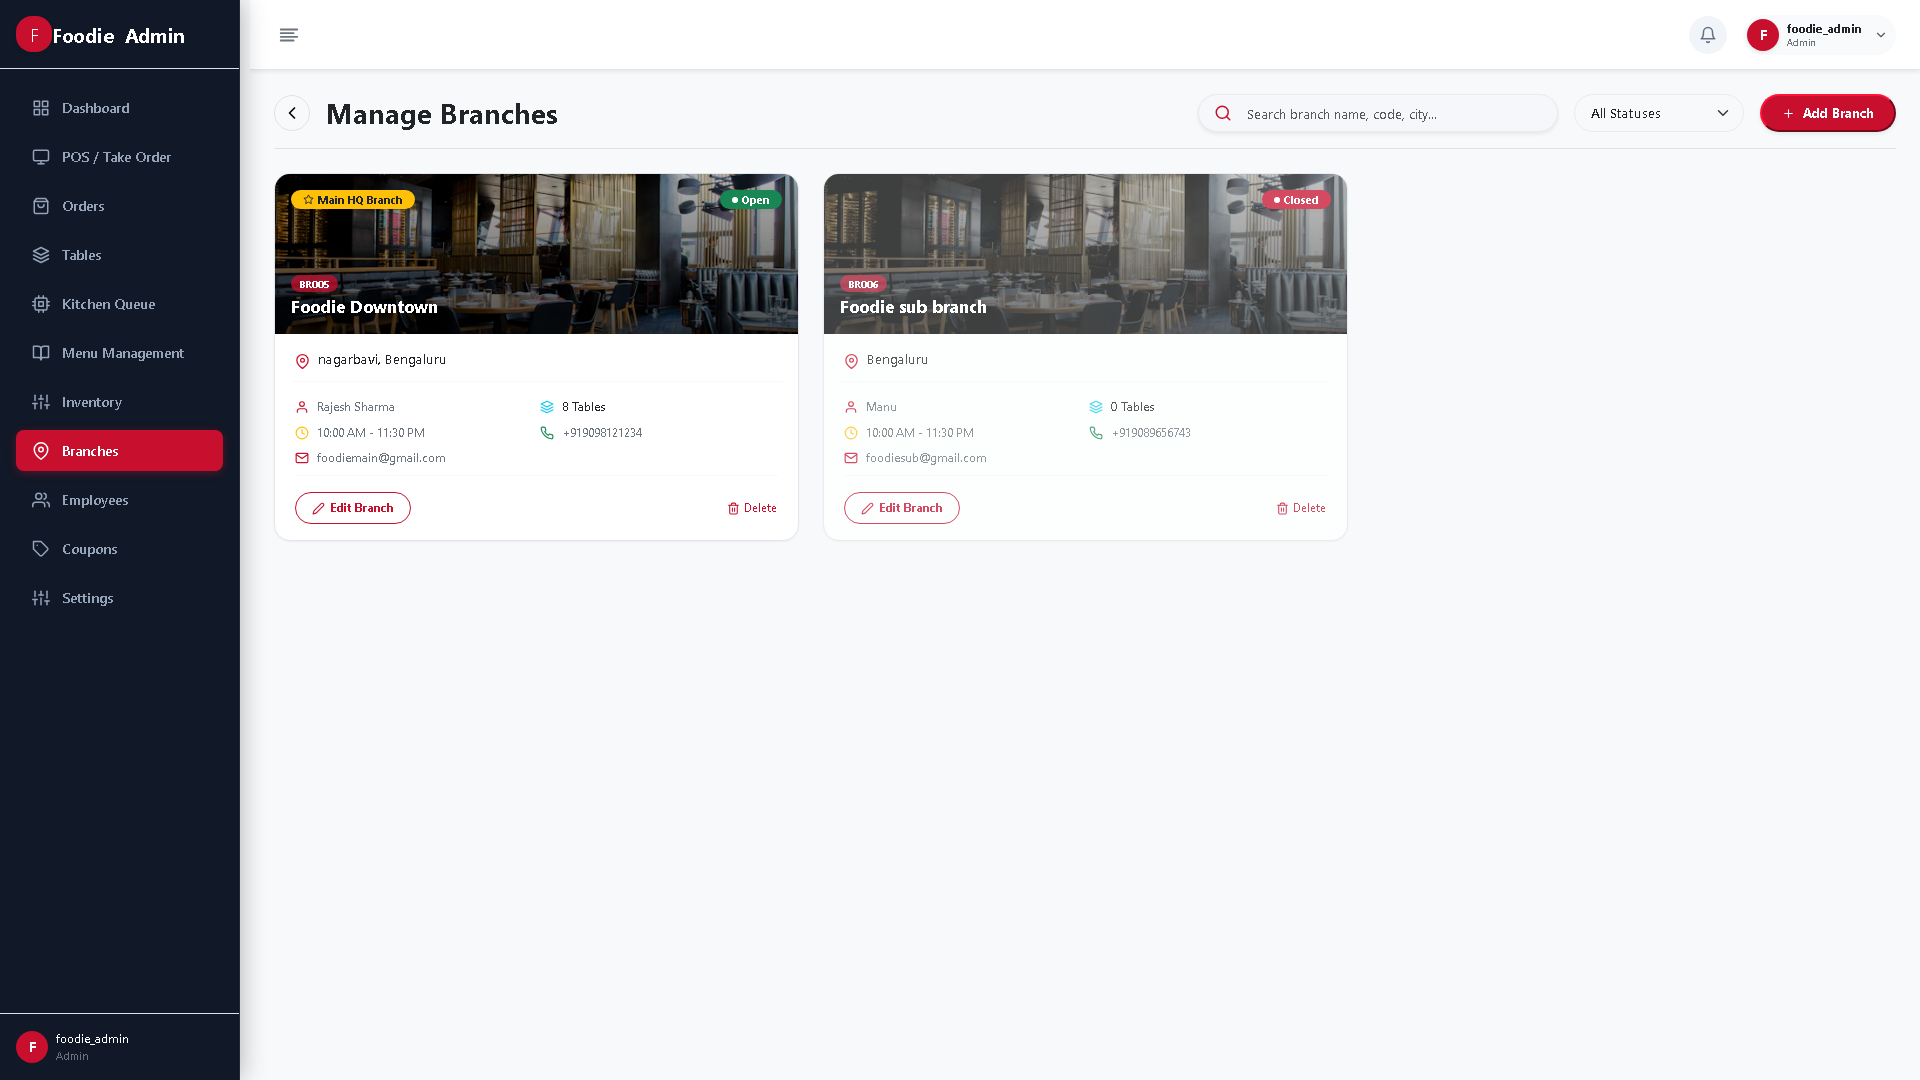 F Foodie Admin
Dashboard
POS / Take Order
Orders
Tables
Kitchen Queue
Menu Management
Inventory
Branches
Employees
Coupons
Settings
F foodie_admin
Admin
F foodie_admin
Admin
Manage Branches
Search branch name, code, city...
All Statuses
+ Add Branch
Main HQ Branch
Open
BR005
Foodie Downtown
nagarbavi, Bengaluru
Rajesh Sharma
8 Tables
10:00 AM - 11:30 PM
+919098121234
foodiemain@gmail.com
Edit Branch
Delete
Closed
BR006
Foodie sub branch
Bengaluru
Manu
0 Tables
10:00 AM - 11:30 PM
+919089656743
foodiesub@gmail.com
Edit Branch
Delete